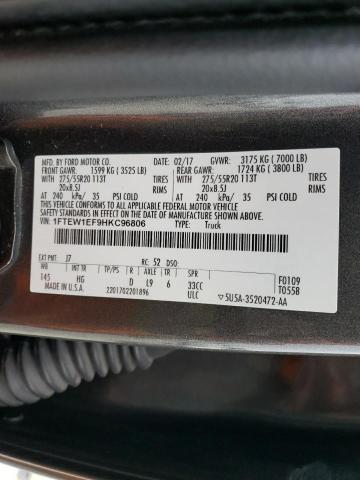 MFD. BY FORD MOTOR CO. 02/17 GVWR: 3175 KG ( 7000 LB)
FRONT GAWR: 1599 KG ( 3525 LB) REAR GAWR: 1724 KG ( 3800 LB)
275/55R20 113T TIRES 275/55R20 113T TIRES
20x8.5J RIMS 20x8.5J RIMS
AT 240 kPa/ 35 PSI COLD AT 240 kPa/ 35 PSI COLD
THIS VEHICLE CONFORMS TO ALL APPLICABLE FEDERAL MOTOR VEHICLE
SAFETY AND THEFT PREVENTION STANDARDS IN EFFECT ON THE DATE OF
MANUFACTURE SHOWN ABOVE.
VIN: 1FTEW1EF9HKC96806 TYPE: Truck
EXT PNT: J7 RC: 52 DSO:
WB INT TR TP/PS R AXLE TR SPR
145 HG D L9 6 33CC F0109
MADE IN U.S.A. ULC T055B
2201702201896 5U5A-3520472-AA